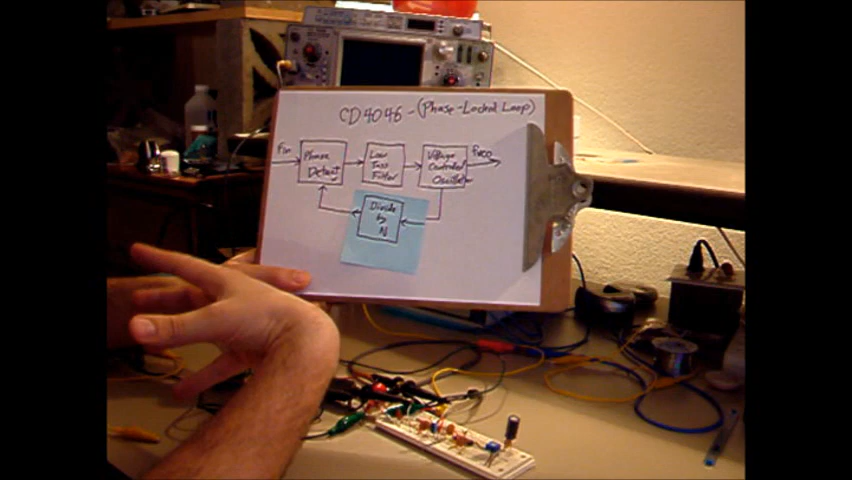 CD4046 - (Phase-Locked Loop)
Fin
Phase
Detect
Low
Pass
Filter
Voltage
Controlled
Oscillator
fvco
Divide
by
N